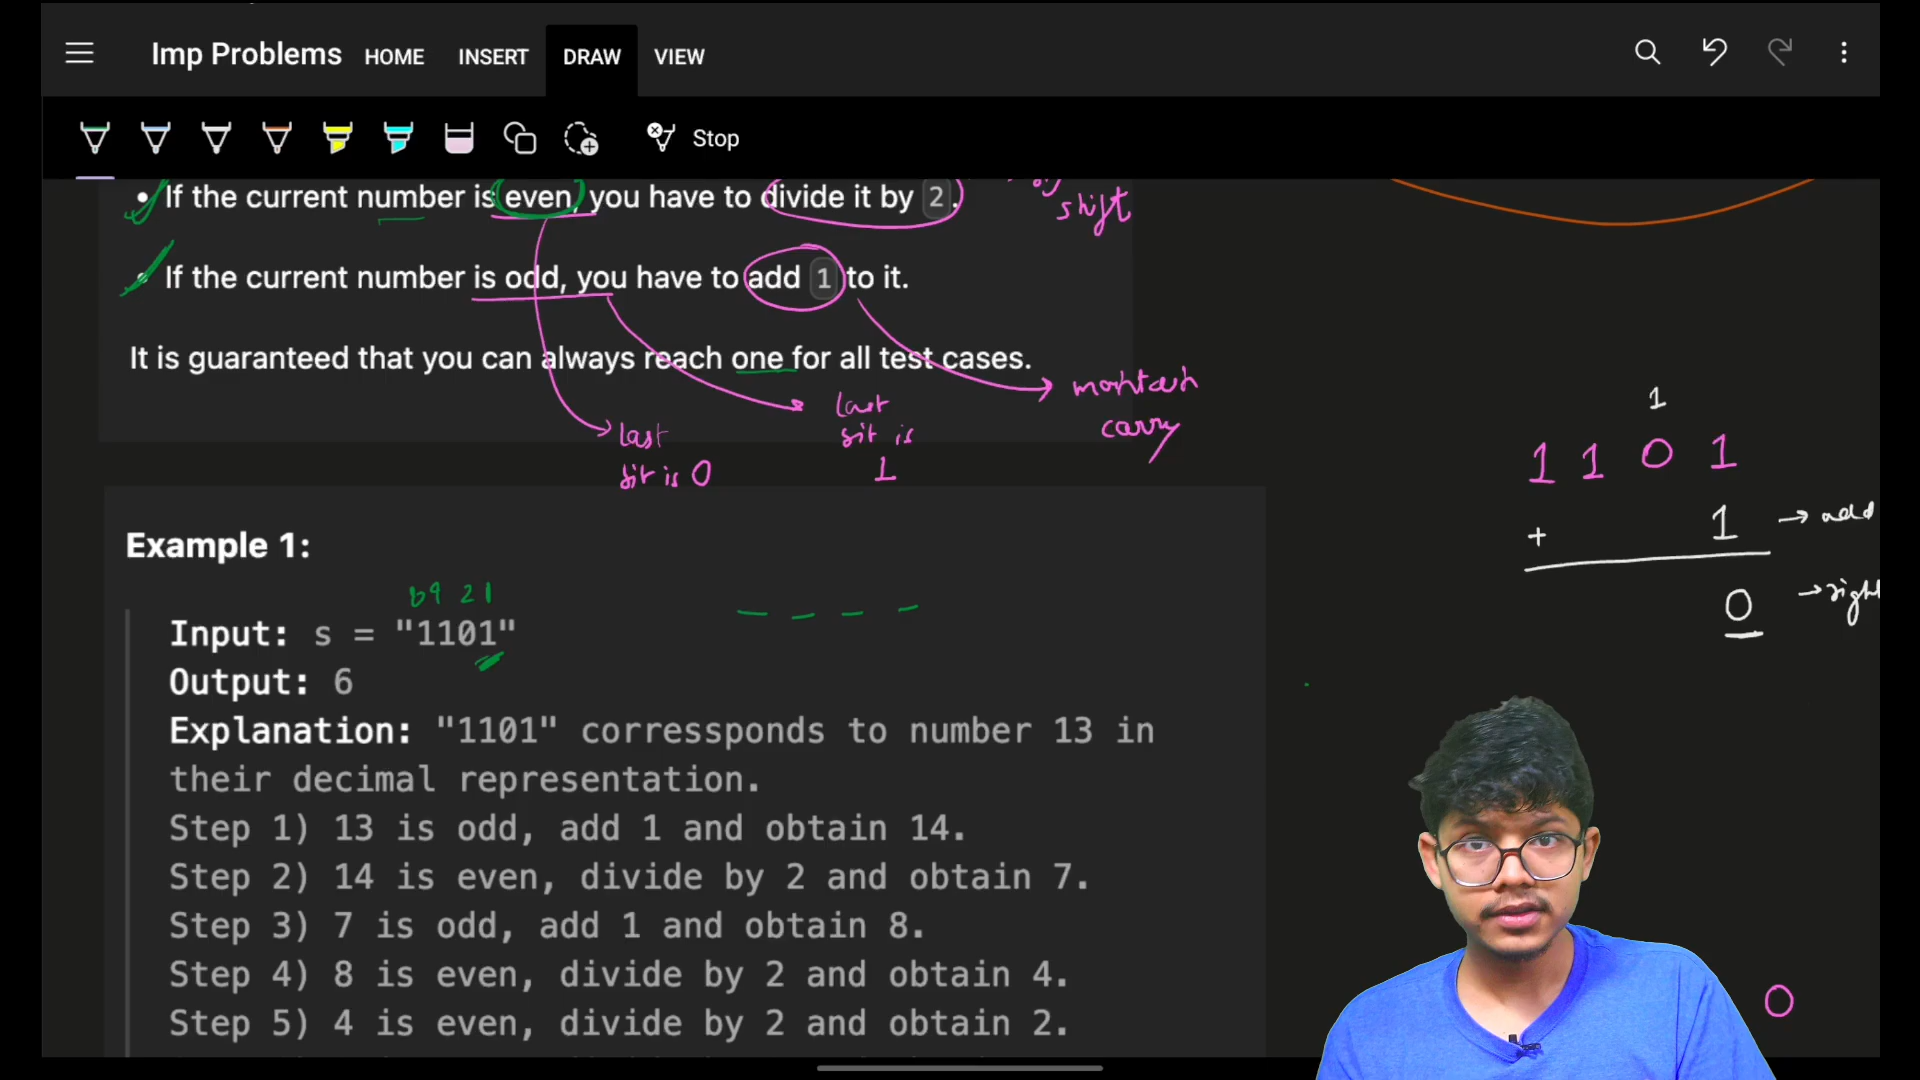 Imp Problems HOME INSERT DRAW VIEW
Stop
If the current number is even, you have to divide it by 2.
shift
If the current number is odd, you have to add 1 to it.
It is guaranteed that you can always reach one for all test cases.
last
bit is 0
last
bit is
1
carry
1
1 1 0 1
+ 1 → add
0 → right
Example 1:
8 4 2 1
Input: s = "1101"
Output: 6
Explanation: "1101" corressponds to number 13 in
their decimal representation.
Step 1) 13 is odd, add 1 and obtain 14.
Step 2) 14 is even, divide by 2 and obtain 7.
Step 3) 7 is odd, add 1 and obtain 8.
Step 4) 8 is even, divide by 2 and obtain 4.
Step 5) 4 is even, divide by 2 and obtain 2.
0